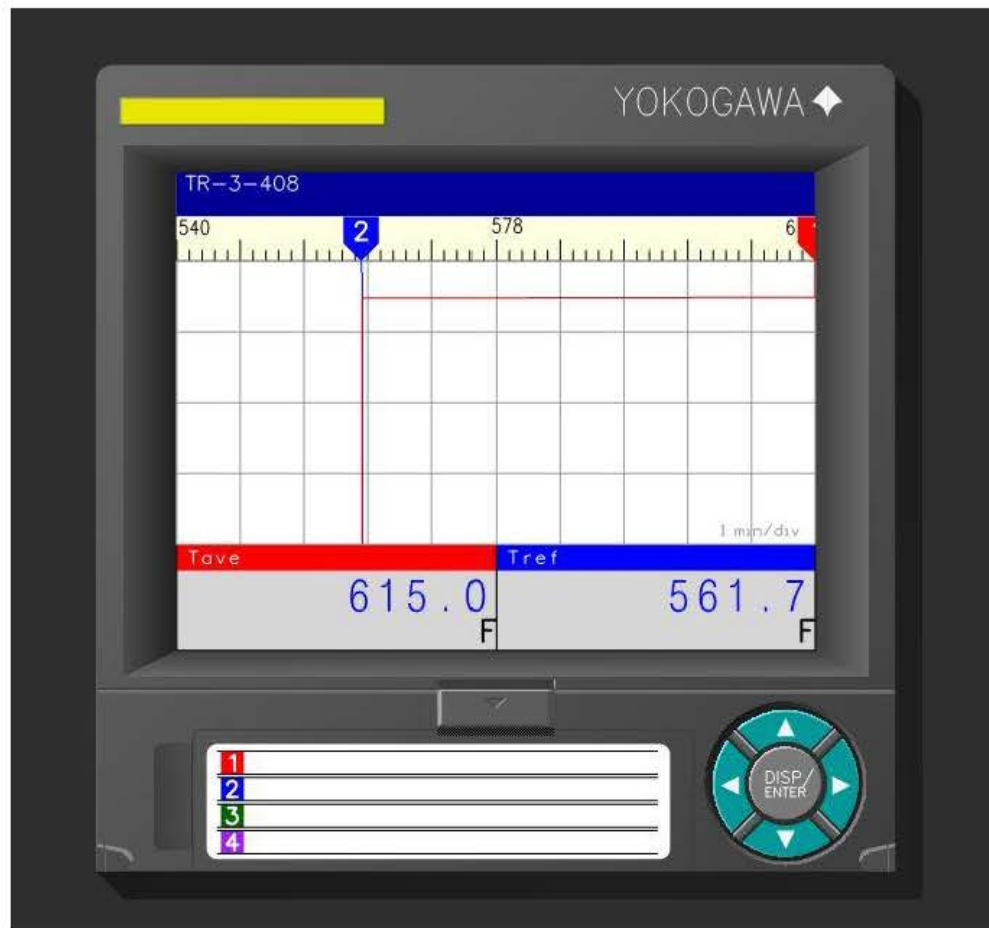 YOKOGAWA
TR-3-408
540 578 6
2
1 min/div
Tave Tref
615.0 561.7
F F
1
2
3
4
DISP/
ENTER